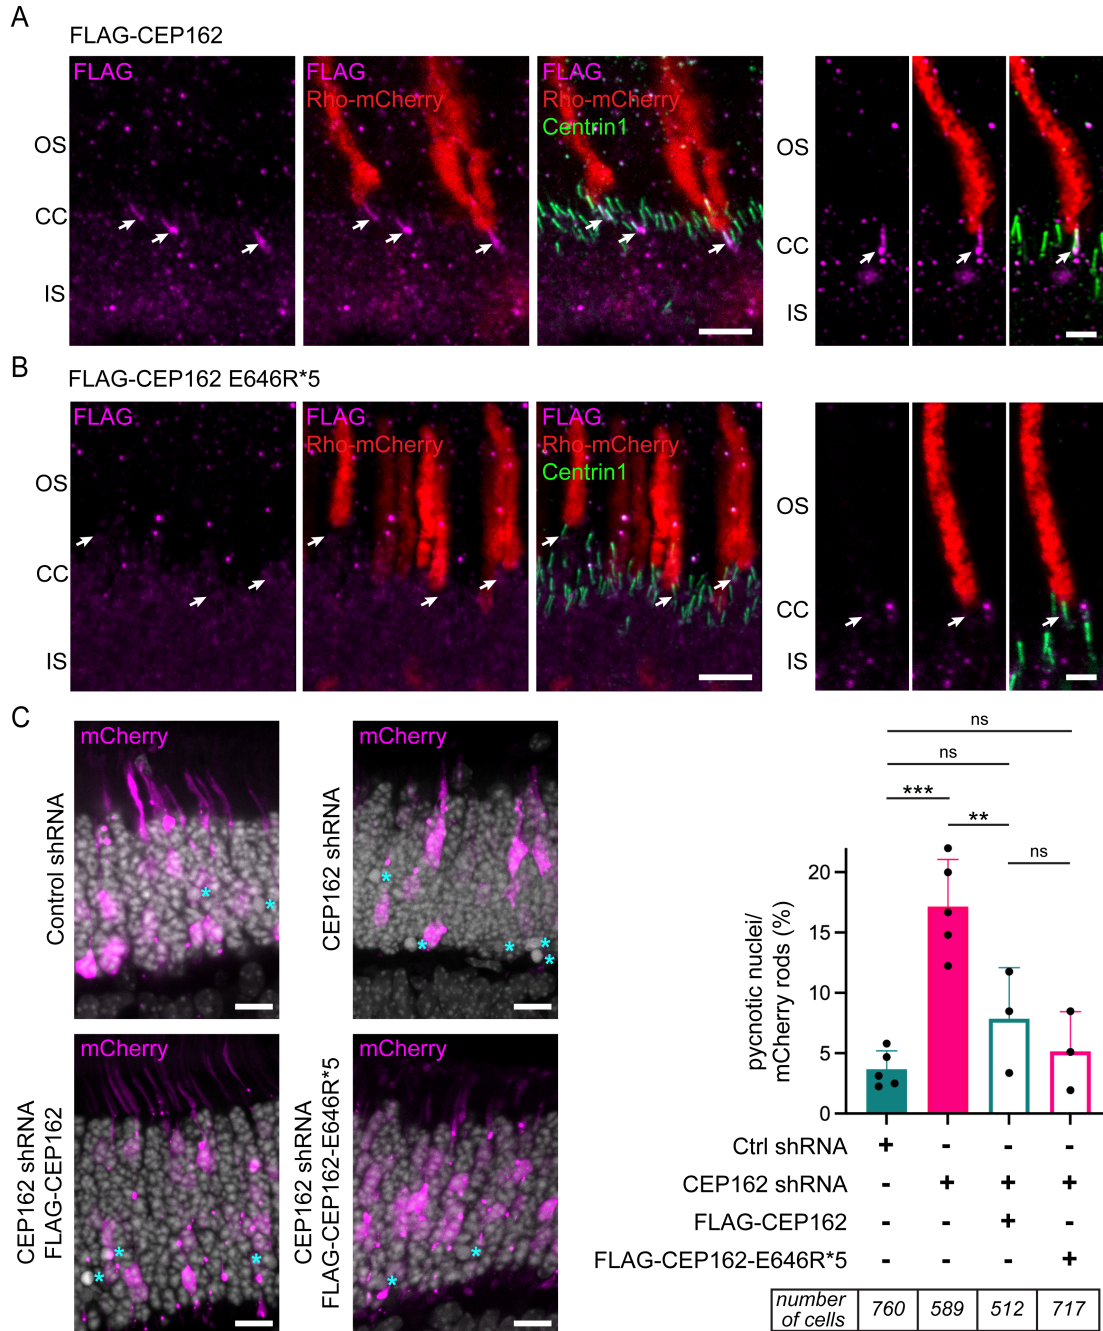 A
FLAG-CEP162
FLAG
FLAG
Rho-mCherry
FLAG
Rho-mCherry
Centrin1
OS
CC
IS
OS
CC
IS
B
FLAG-CEP162 E646R*5
FLAG
FLAG
Rho-mCherry
FLAG
Rho-mCherry
Centrin1
OS
CC
IS
OS
CC
IS
C
Control shRNA
mCherry
*
*
CEP162 shRNA
mCherry
*
*
*
*
*
CEP162 shRNA
FLAG-CEP162
mCherry
*
*
*
CEP162 shRNA
FLAG-CEP162-E646R*5
mCherry
*
*
ns
ns
***
**
ns
pycnotic nuclei/
mCherry rods (%)
20
15
10
5
0
Ctrl shRNA + - - -
CEP162 shRNA - + + +
FLAG-CEP162 - - + -
FLAG-CEP162-E646R*5 - - - +
number
of cells
760 589 512 717